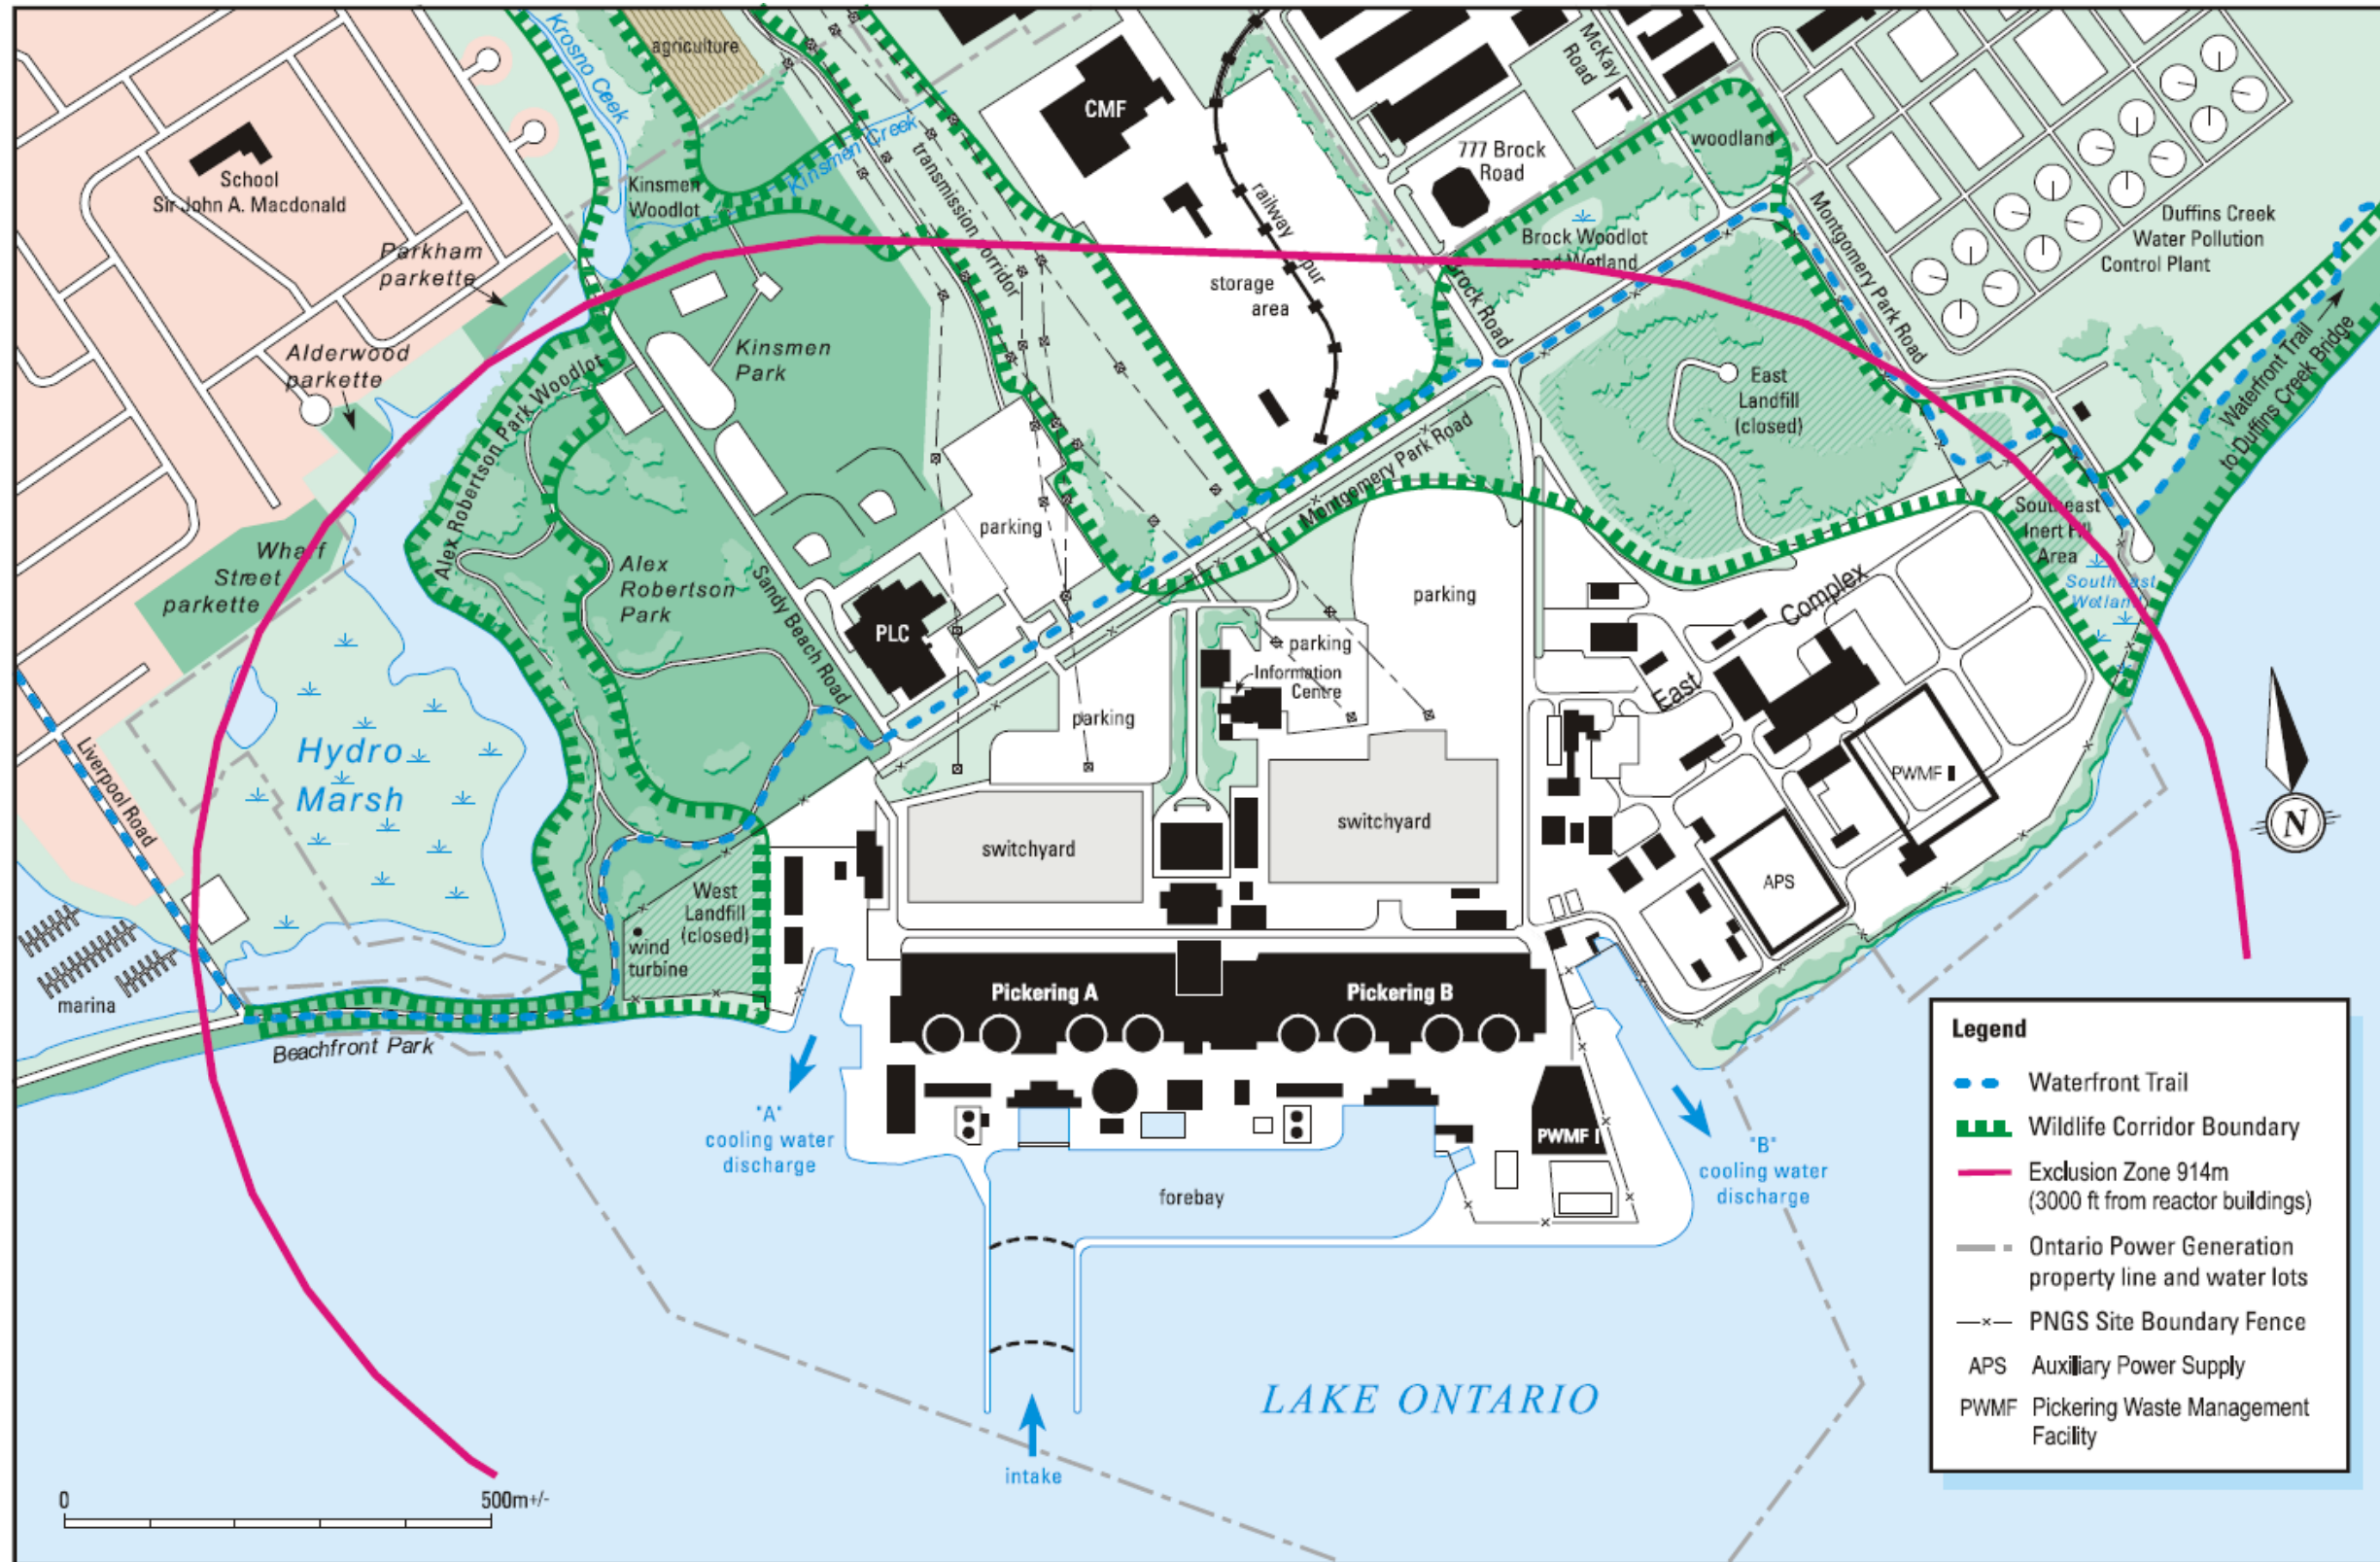 Krosno Ceek
agriculture
CMF
McKay
Road
777 Brock
Road
woodland
School
Sir John A. Macdonald
Kinsmen
Woodlot
Kinsmen Creek
transmission corridor
railway spur
Brock Woodlot
and Wetland
Montgomery Park Road
Duffins Creek
Water Pollution
Control Plant
Parkham
parkette
storage
area
Brock Road
Alderwood
parkette
Kinsmen
Park
East
Landfill
(closed)
Waterfront Trail
to Duffins Creek Bridge
Alex Robertson Park Woodlot
Montgomery Park Road
parking
Southeast
Inert Fill
Area
Southeast
Wetland
Wharf
Street
parkette
Alex
Robertson
Park
Sandy Beach Road
PLC
parking
parking
Information
Centre
parking
East Complex
Hydro
Marsh
Liverpool Road
PWMF II
N
switchyard
switchyard
APS
West
Landfill
(closed)
wind
turbine
marina
Beachfront Park
Pickering A
Pickering B
"A"
cooling water
discharge
PWMF I
"B"
cooling water
discharge
forebay
LAKE ONTARIO
intake
0
500m+/-
Legend
Waterfront Trail
Wildlife Corridor Boundary
Exclusion Zone 914m
(3000 ft from reactor buildings)
Ontario Power Generation
property line and water lots
PNGS Site Boundary Fence
APS Auxiliary Power Supply
PWMF Pickering Waste Management
Facility